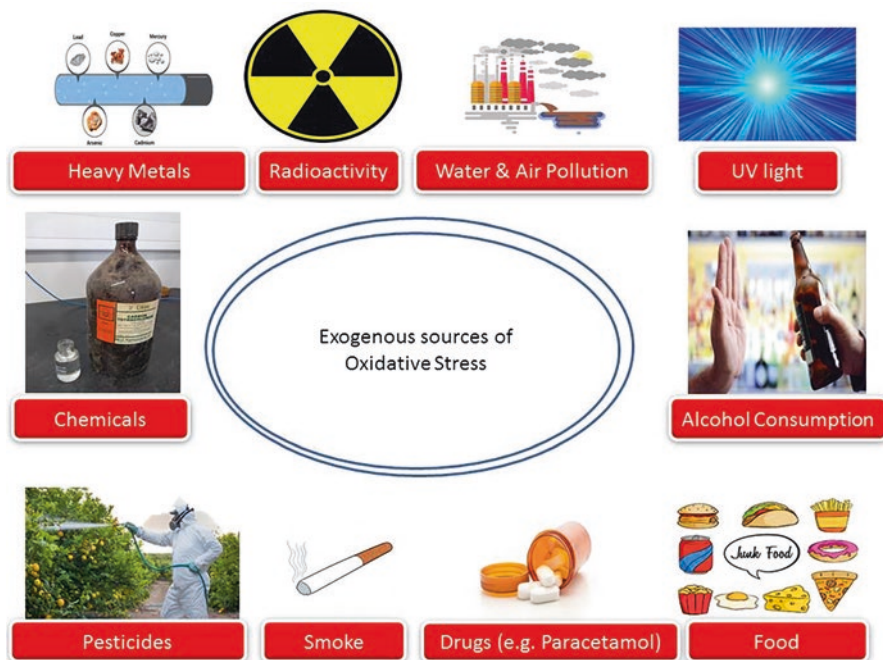 Lead
Copper
Mercury
Arsenic
Cadmium
Heavy Metals
Radioactivity
Water & Air Pollution
UV light
Exogenous sources of
Oxidative Stress
Chemicals
Alcohol Consumption
Junk Food
Pesticides
Smoke
Drugs (e.g. Paracetamol)
Food